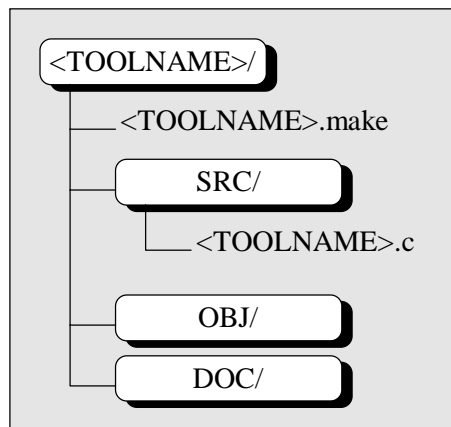 <TOOLNAME>/
<TOOLNAME>.make
SRC/
<TOOLNAME>.c
OBJ/
DOC/